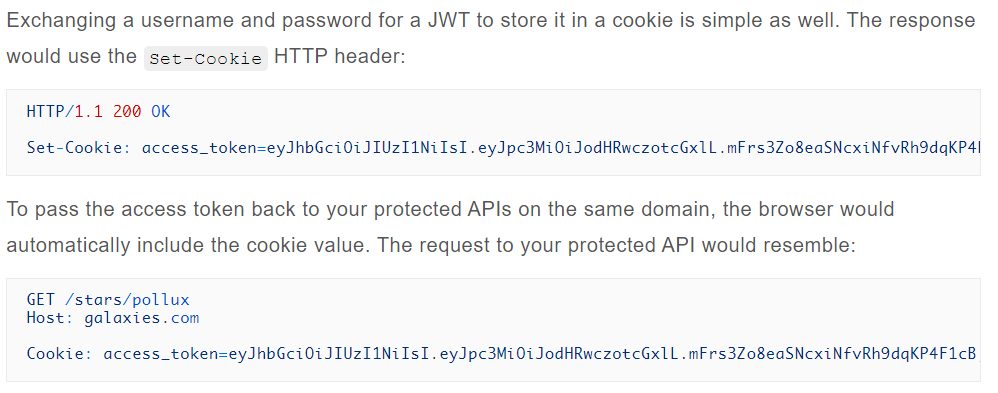 Exchanging a username and password for a JWT to store it in a cookie is simple as well. The response
would use the Set-Cookie HTTP header:
HTTP/1.1 200 OK
Set-Cookie: access_token=eyJhbGciOiJIUzI1NiIsI.eyJpc3MiOiJodHRwczotcGxlL.mFrs3Zo8eaSNcxiNfvRh9dqKP4
To pass the access token back to your protected APIs on the same domain, the browser would
automatically include the cookie value. The request to your protected API would resemble:
GET /stars/pollux
Host: galaxies.com
Cookie: access_token=eyJhbGciOiJIUzI1NiIsI.eyJpc3MiOiJodHRwczotcGxlL.mFrs3Zo8eaSNcxiNfvRh9dqKP4F1cB